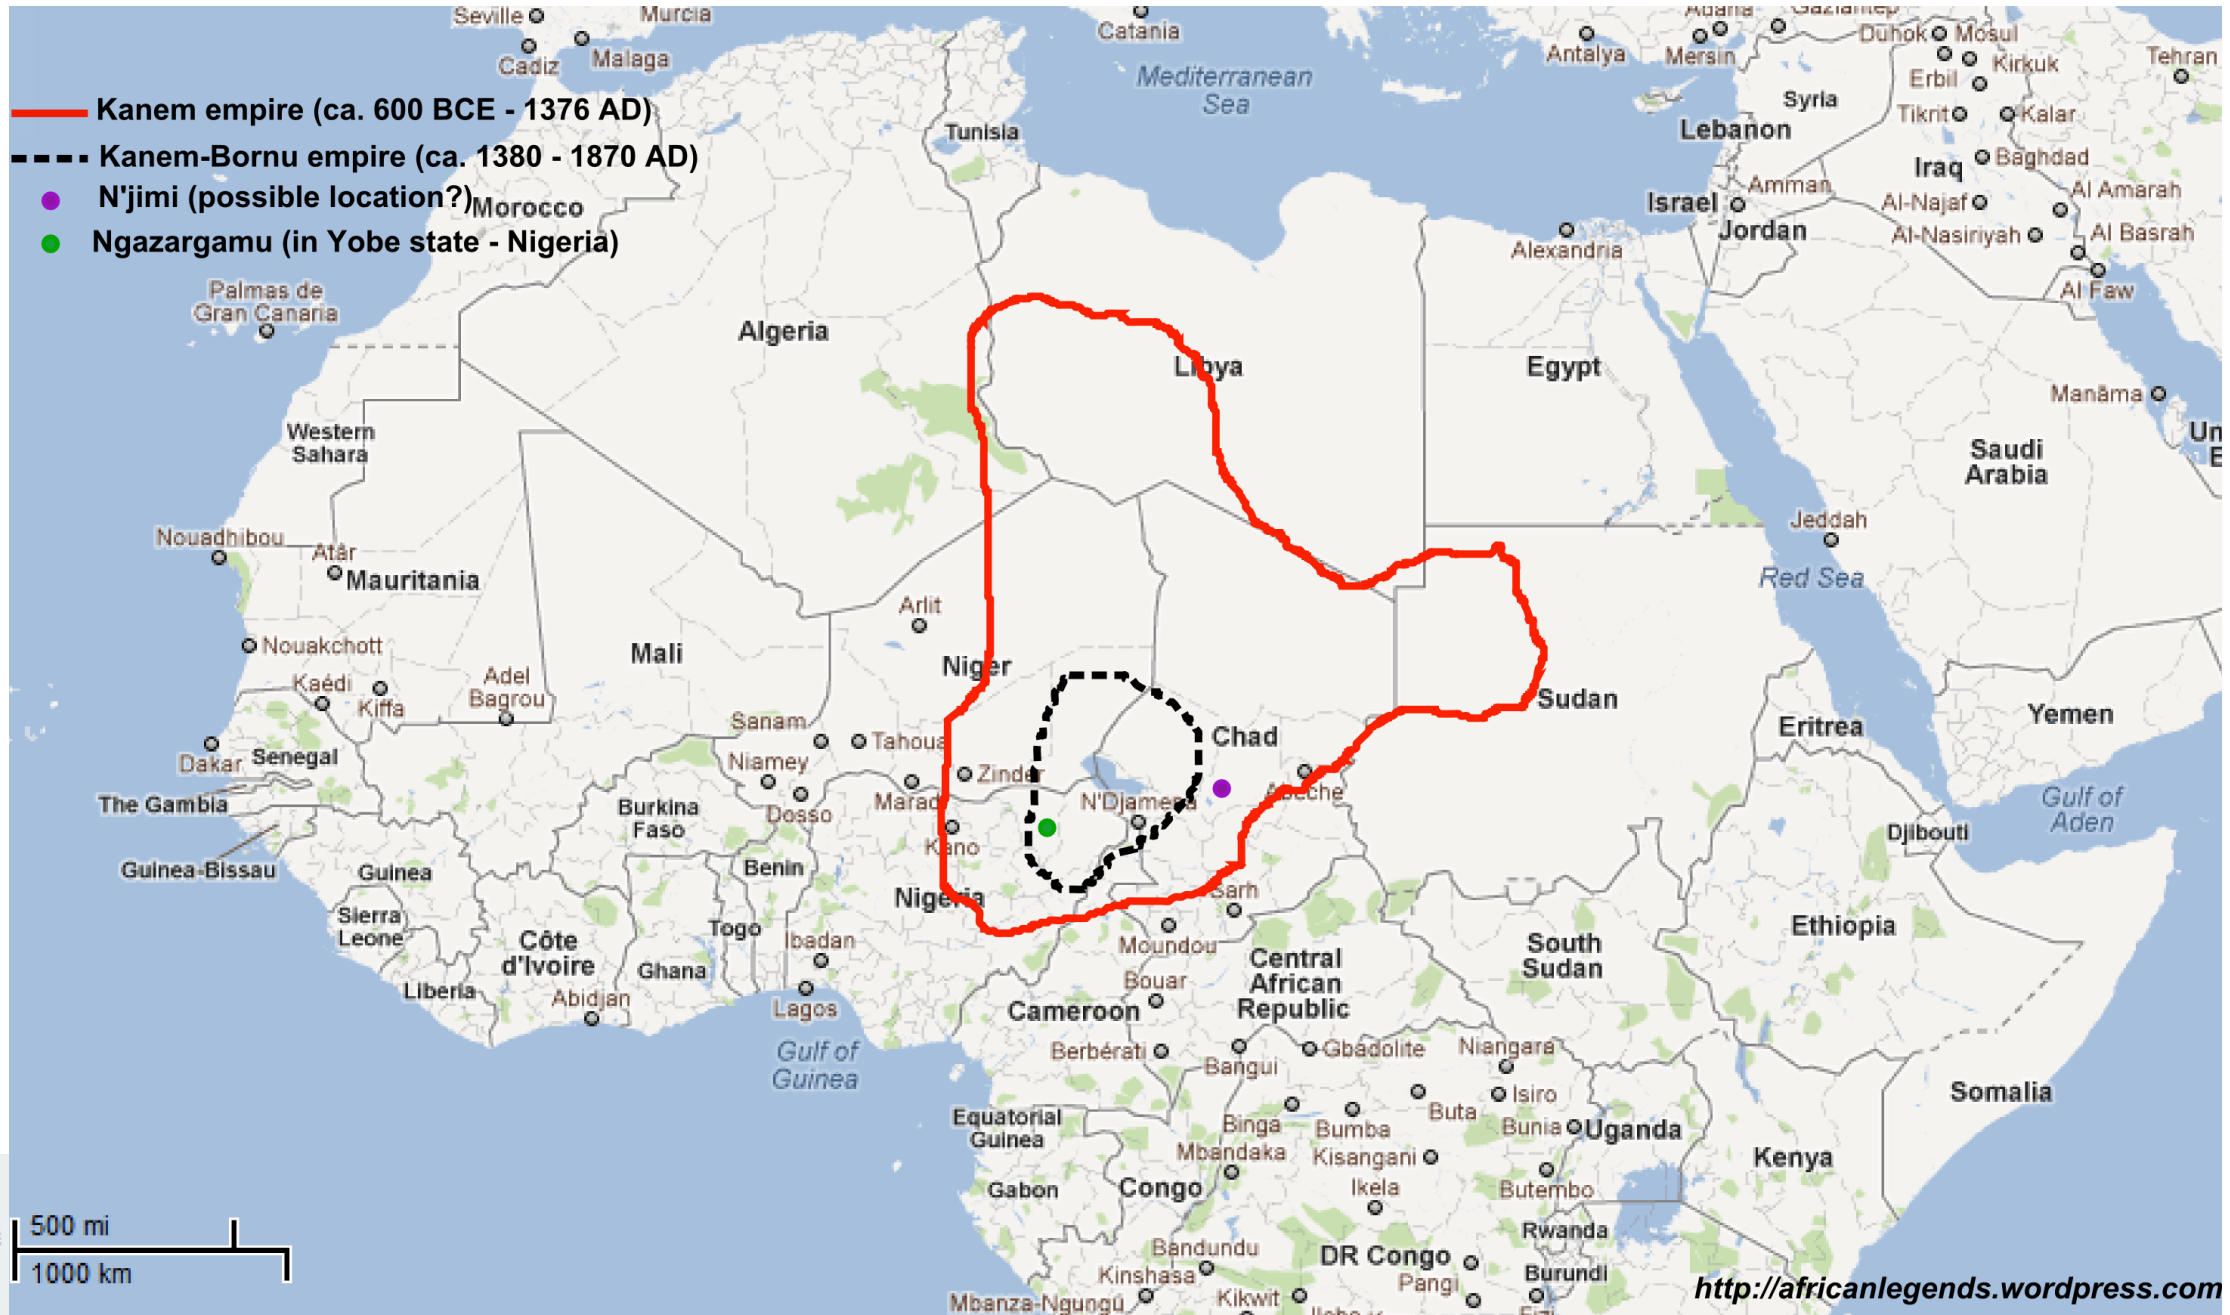 Seville
Murcia
Cadiz
Malaga
Catania
Antalya
Adana
Mersin
Gaziantep
Duhok
Mosul
Erbil
Kirkuk
Tehran
Mediterranean
Sea
Kanem empire (ca. 600 BCE - 1376 AD)
Kanem-Bornu empire (ca. 1380 - 1870 AD)
N'jimi (possible location?)
Ngazargamu (in Yobe state - Nigeria)
Tunisia
Morocco
Syria
Lebanon
Tikrit
Kalar
Iraq
Baghdad
Israel
Amman
Al-Najaf
Al Amarah
Jordan
Al-Nasiriyah
Al Basrah
Al Faw
Alexandria
Palmas de
Gran Canaria
Algeria
Libya
Egypt
Manāma
Un
E
Western
Sahara
Saudi
Arabia
Jeddah
Red Sea
Nouadhibou
Atâr
Mauritania
Nouakchott
Arlit
Mali
Niger
Kaédi
Kiffa
Adel
Bagrou
Sanam
Tahoua
Chad
Sudan
Eritrea
Yemen
Dakar
Senegal
Niamey
Zinder
The Gambia
Burkina
Faso
Dosso
Marad
N'Djamena
Abéché
Gulf of
Aden
Djibouti
Guinea-Bissau
Guinea
Benin
Kano
Nigeria
Sarh
Sierra
Leone
Côte
d'Ivoire
Togo
Ibadan
Moundou
Ethiopia
South
Sudan
Ghana
Liberia
Abidjan
Lagos
Bouar
Cameroon
Central
African
Republic
Gulf of
Guinea
Berbérati
Bangui
Gbadolite
Niangara
Equatorial
Guinea
Binga
Bumba
Buta
Isiro
Bunia
Uganda
Somalia
Mbandaka
Kisangani
Kenya
Gabon
Congo
Ikela
Butembo
500 mi
1000 km
Rwanda
Bandundu
DR Congo
Kinshasa
Pangi
Burundi
Mbanza-Ngungu
Kikwit
http://africanlegends.wordpress.com